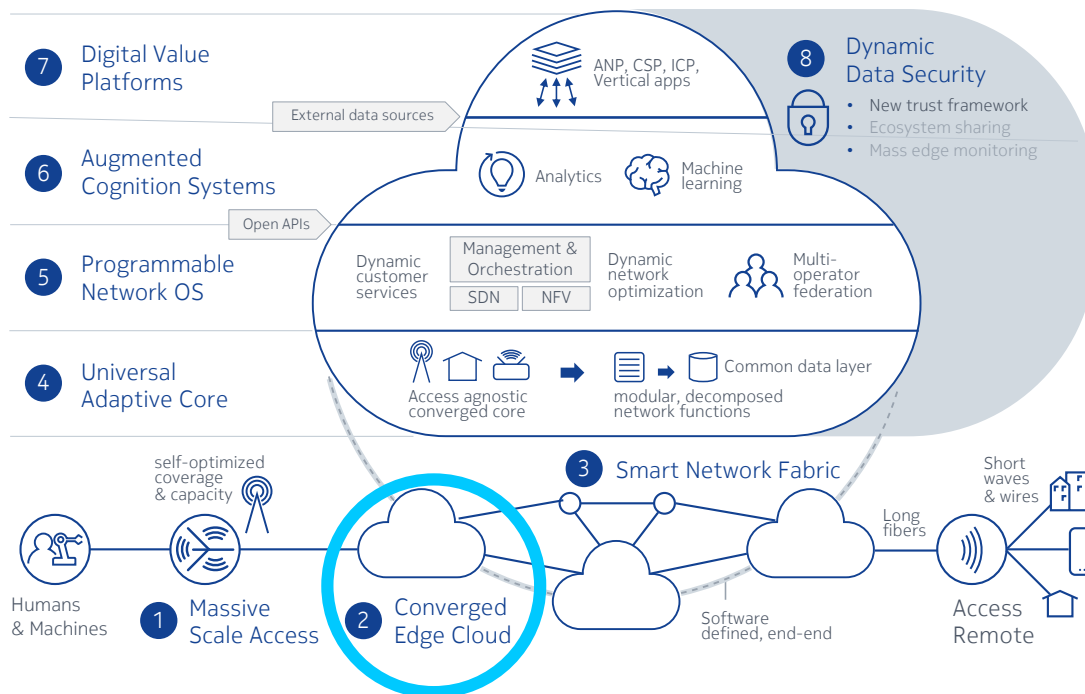 7
Digital Value
Platforms
External data sources
ANP, CSP, ICP,
Vertical apps
8
Dynamic
Data Security
• New trust framework
• Ecosystem sharing
• Mass edge monitoring
6
Augmented
Cognition Systems
Open APIs
Analytics
Machine
learning
5
Programmable
Network OS
Dynamic
customer
services
Management &
Orchestration
SDN
NFV
Dynamic
network
optimization
Multi-
operator
federation
4
Universal
Adaptive Core
Access agnostic
converged core
Common data layer
modular, decomposed
network functions
self-optimized
coverage
& capacity
3
Smart Network Fabric
Short
waves
& wires
Long
fibers
Humans
& Machines
1
Massive
Scale Access
2
Converged
Edge Cloud
Software
defined, end-end
Access
Remote